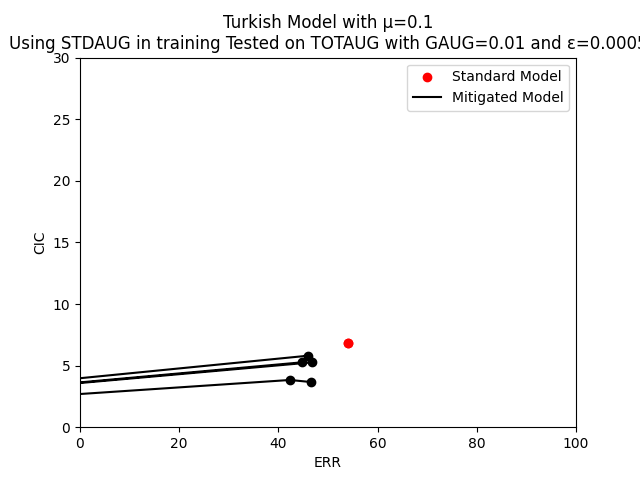 Turkish Model with μ=0.1
Using STDAUG in training Tested on TOTAUG with GAUG=0.01 and ε=0.0005
Standard Model
Mitigated Model
30
25
20
15
10
5
0
CIC
0 20 40 60 80 100
ERR